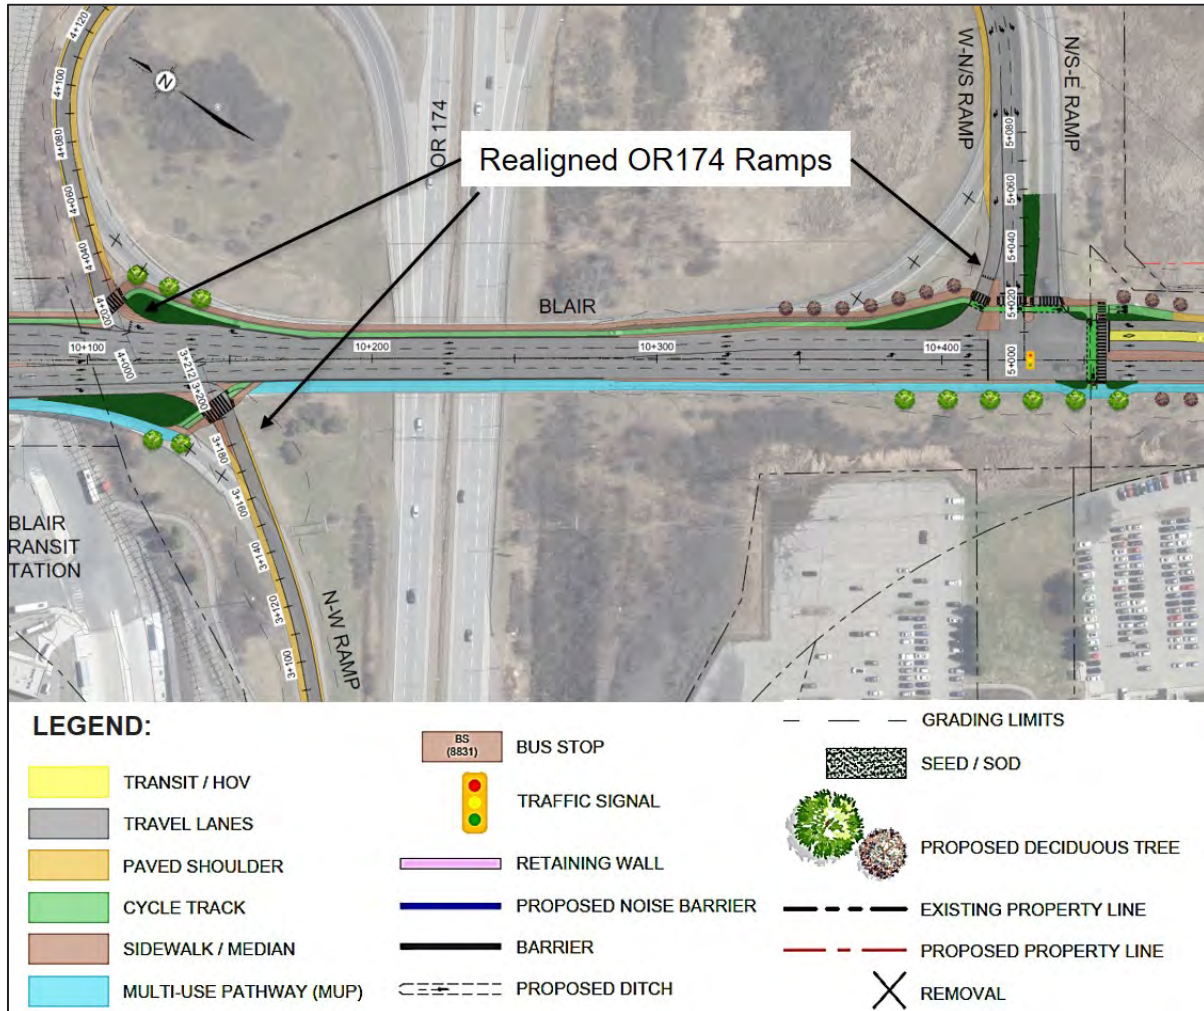 4+120
4+100
4+080
4+060
4+040
4+020
4+000
N
OR 174
W-N/S RAMP
N/S-E RAMP
Realigned OR174 Ramps
5+080
5+060
5+040
5+020
5+000
BLAIR
10+100
10+200
10+300
10+400
3+212
3+200
3+180
3+160
3+140
3+120
3+100
N-W RAMP
BLAIR
RANSIT
TATION
LEGEND:
TRANSIT / HOV
TRAVEL LANES
PAVED SHOULDER
CYCLE TRACK
SIDEWALK / MEDIAN
MULTI-USE PATHWAY (MUP)
BS
(8831)
BUS STOP
TRAFFIC SIGNAL
RETAINING WALL
PROPOSED NOISE BARRIER
BARRIER
PROPOSED DITCH
GRADING LIMITS
SEED / SOD
PROPOSED DECIDUOUS TREE
EXISTING PROPERTY LINE
PROPOSED PROPERTY LINE
REMOVAL